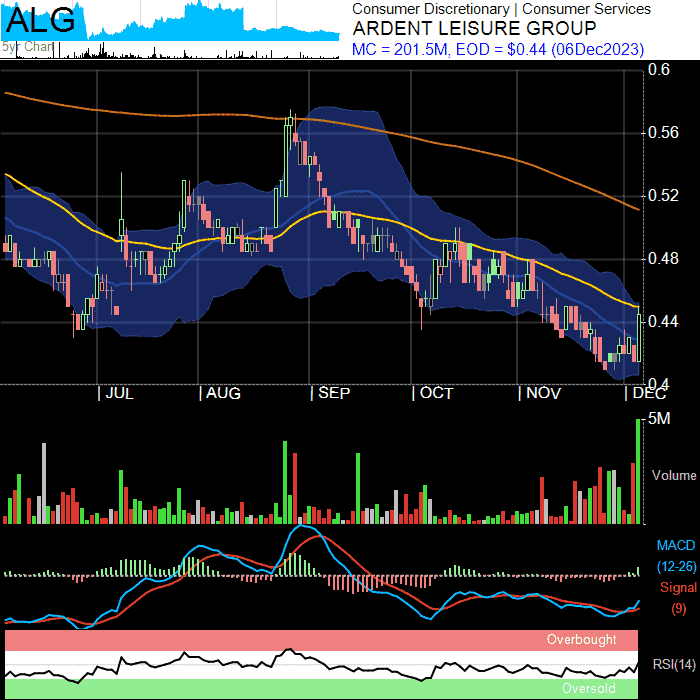 ALG
5yr Chart
Consumer Discretionary | Consumer Services
ARDENT LEISURE GROUP
MC = 201.5M, EOD = $0.44 (06Dec2023)
0.6
0.56
0.52
0.48
0.44
0.4
| JUL | AUG | SEP | OCT | NOV | DEC
5M
Volume
MACD
(12-26)
Signal
(9)
Overbought
RSI(14)
Oversold